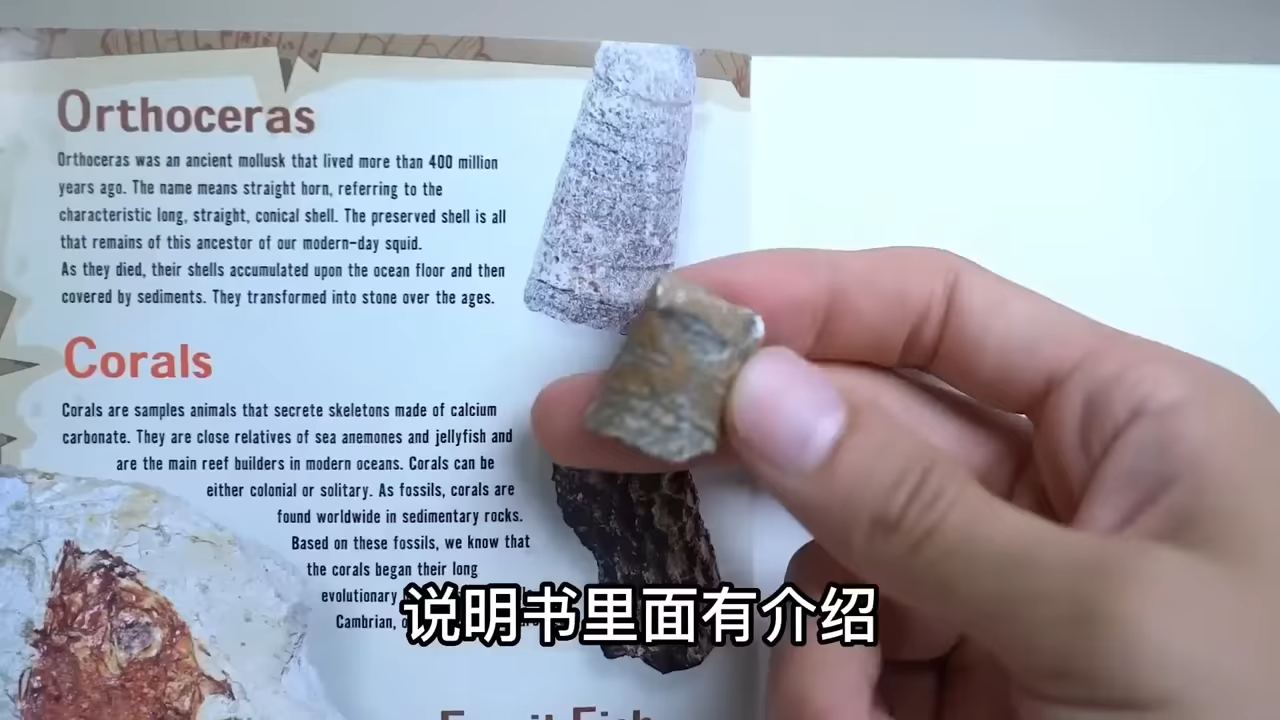 Orthoceras
Orthoceras was an ancient mollusk that lived more than 400 million
years ago. The name means straight horn, referring to the
characteristic long, straight, conical shell. The preserved shell is all
that remains of this ancestor of our modern-day squid.
As they died, their shells accumulated upon the ocean floor and then
covered by sediments. They transformed into stone over the ages.
Corals
Corals are samples animals that secrete skeletons made of calcium
carbonate. They are close relatives of sea anemones and jellyfish and
are the main reef builders in modern oceans. Corals can be
either colonial or solitary. As fossils, corals are
found worldwide in sedimentary rocks.
Based on these fossils, we know that
the corals began their long
evolutionary
Cambrian,
说明书里面有介绍